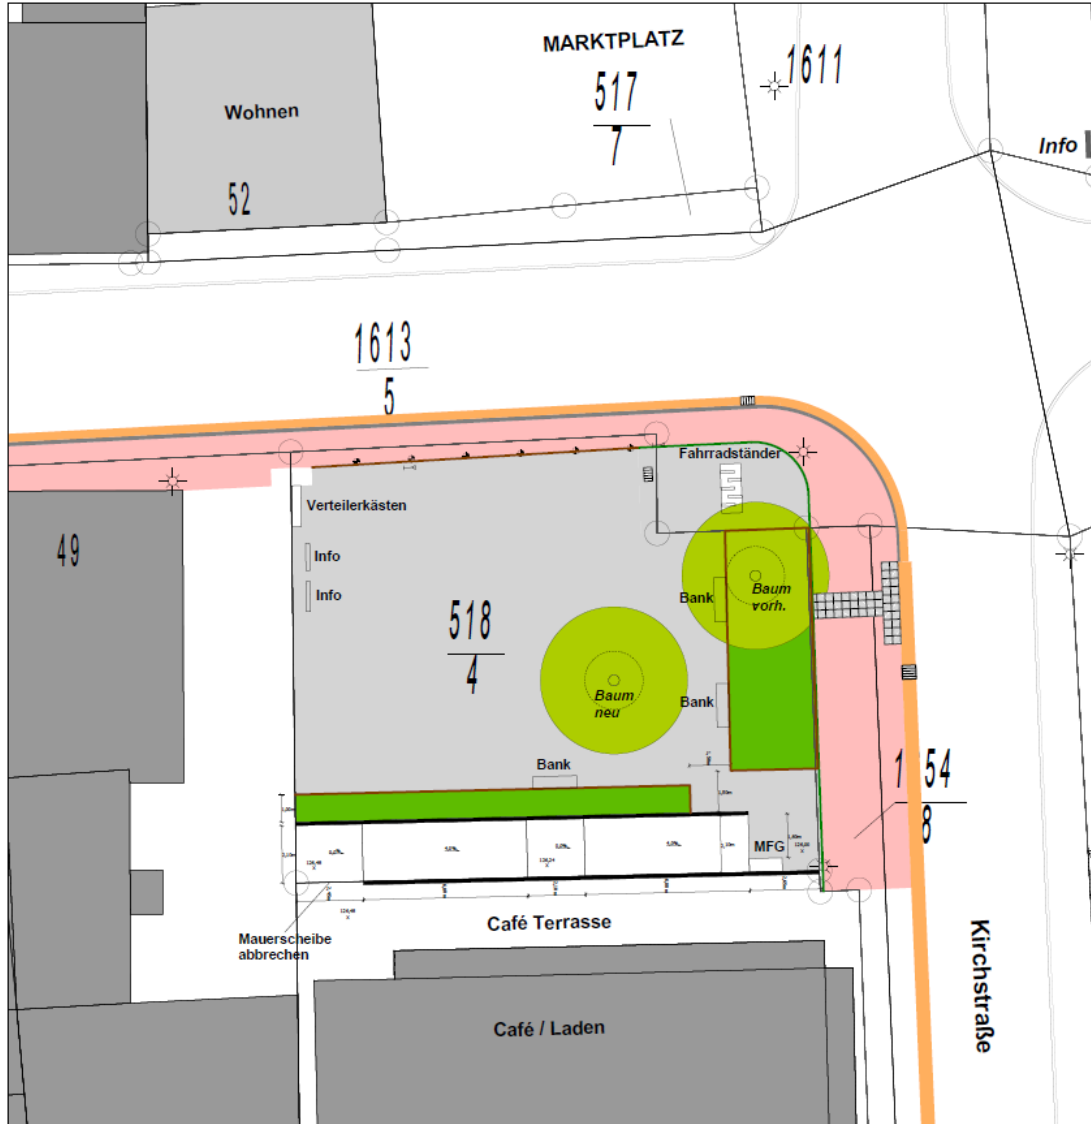 MARKTPLATZ
1611
517
7
Wohnen
Info
52
1613
5
Fahrradständer
Verteilerkästen
49
Info
Info
Bank
Baum
vorh.
518
4
Baum
neu
Bank
Bank
54
8
MFG
Café Terrasse
Mauerscheibe
abbrechen
Café / Laden
Kirchstraße